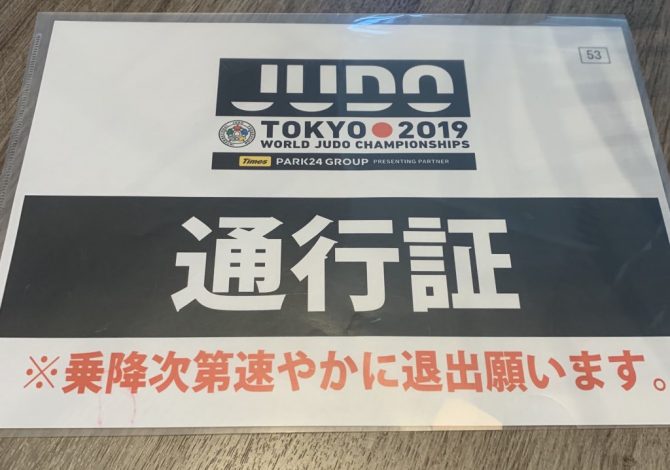 53
JUDO
TOKYO 2019
WORLD JUDO CHAMPIONSHIPS
Times PARK24 GROUP PRESENTING PARTNER
通行証
※乗降次第速やかに退出願います。